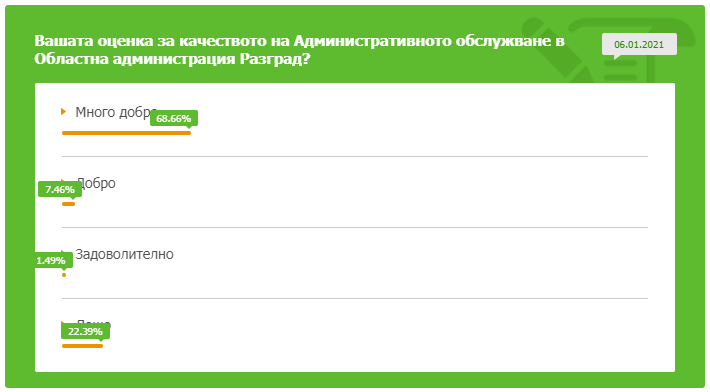 Вашата оценка за качеството на Административното обслужване в
Областна администрация Разград?
06.01.2021
Много добро
68.66%
Добро
7.46%
Задоволително
1.49%
22.39%